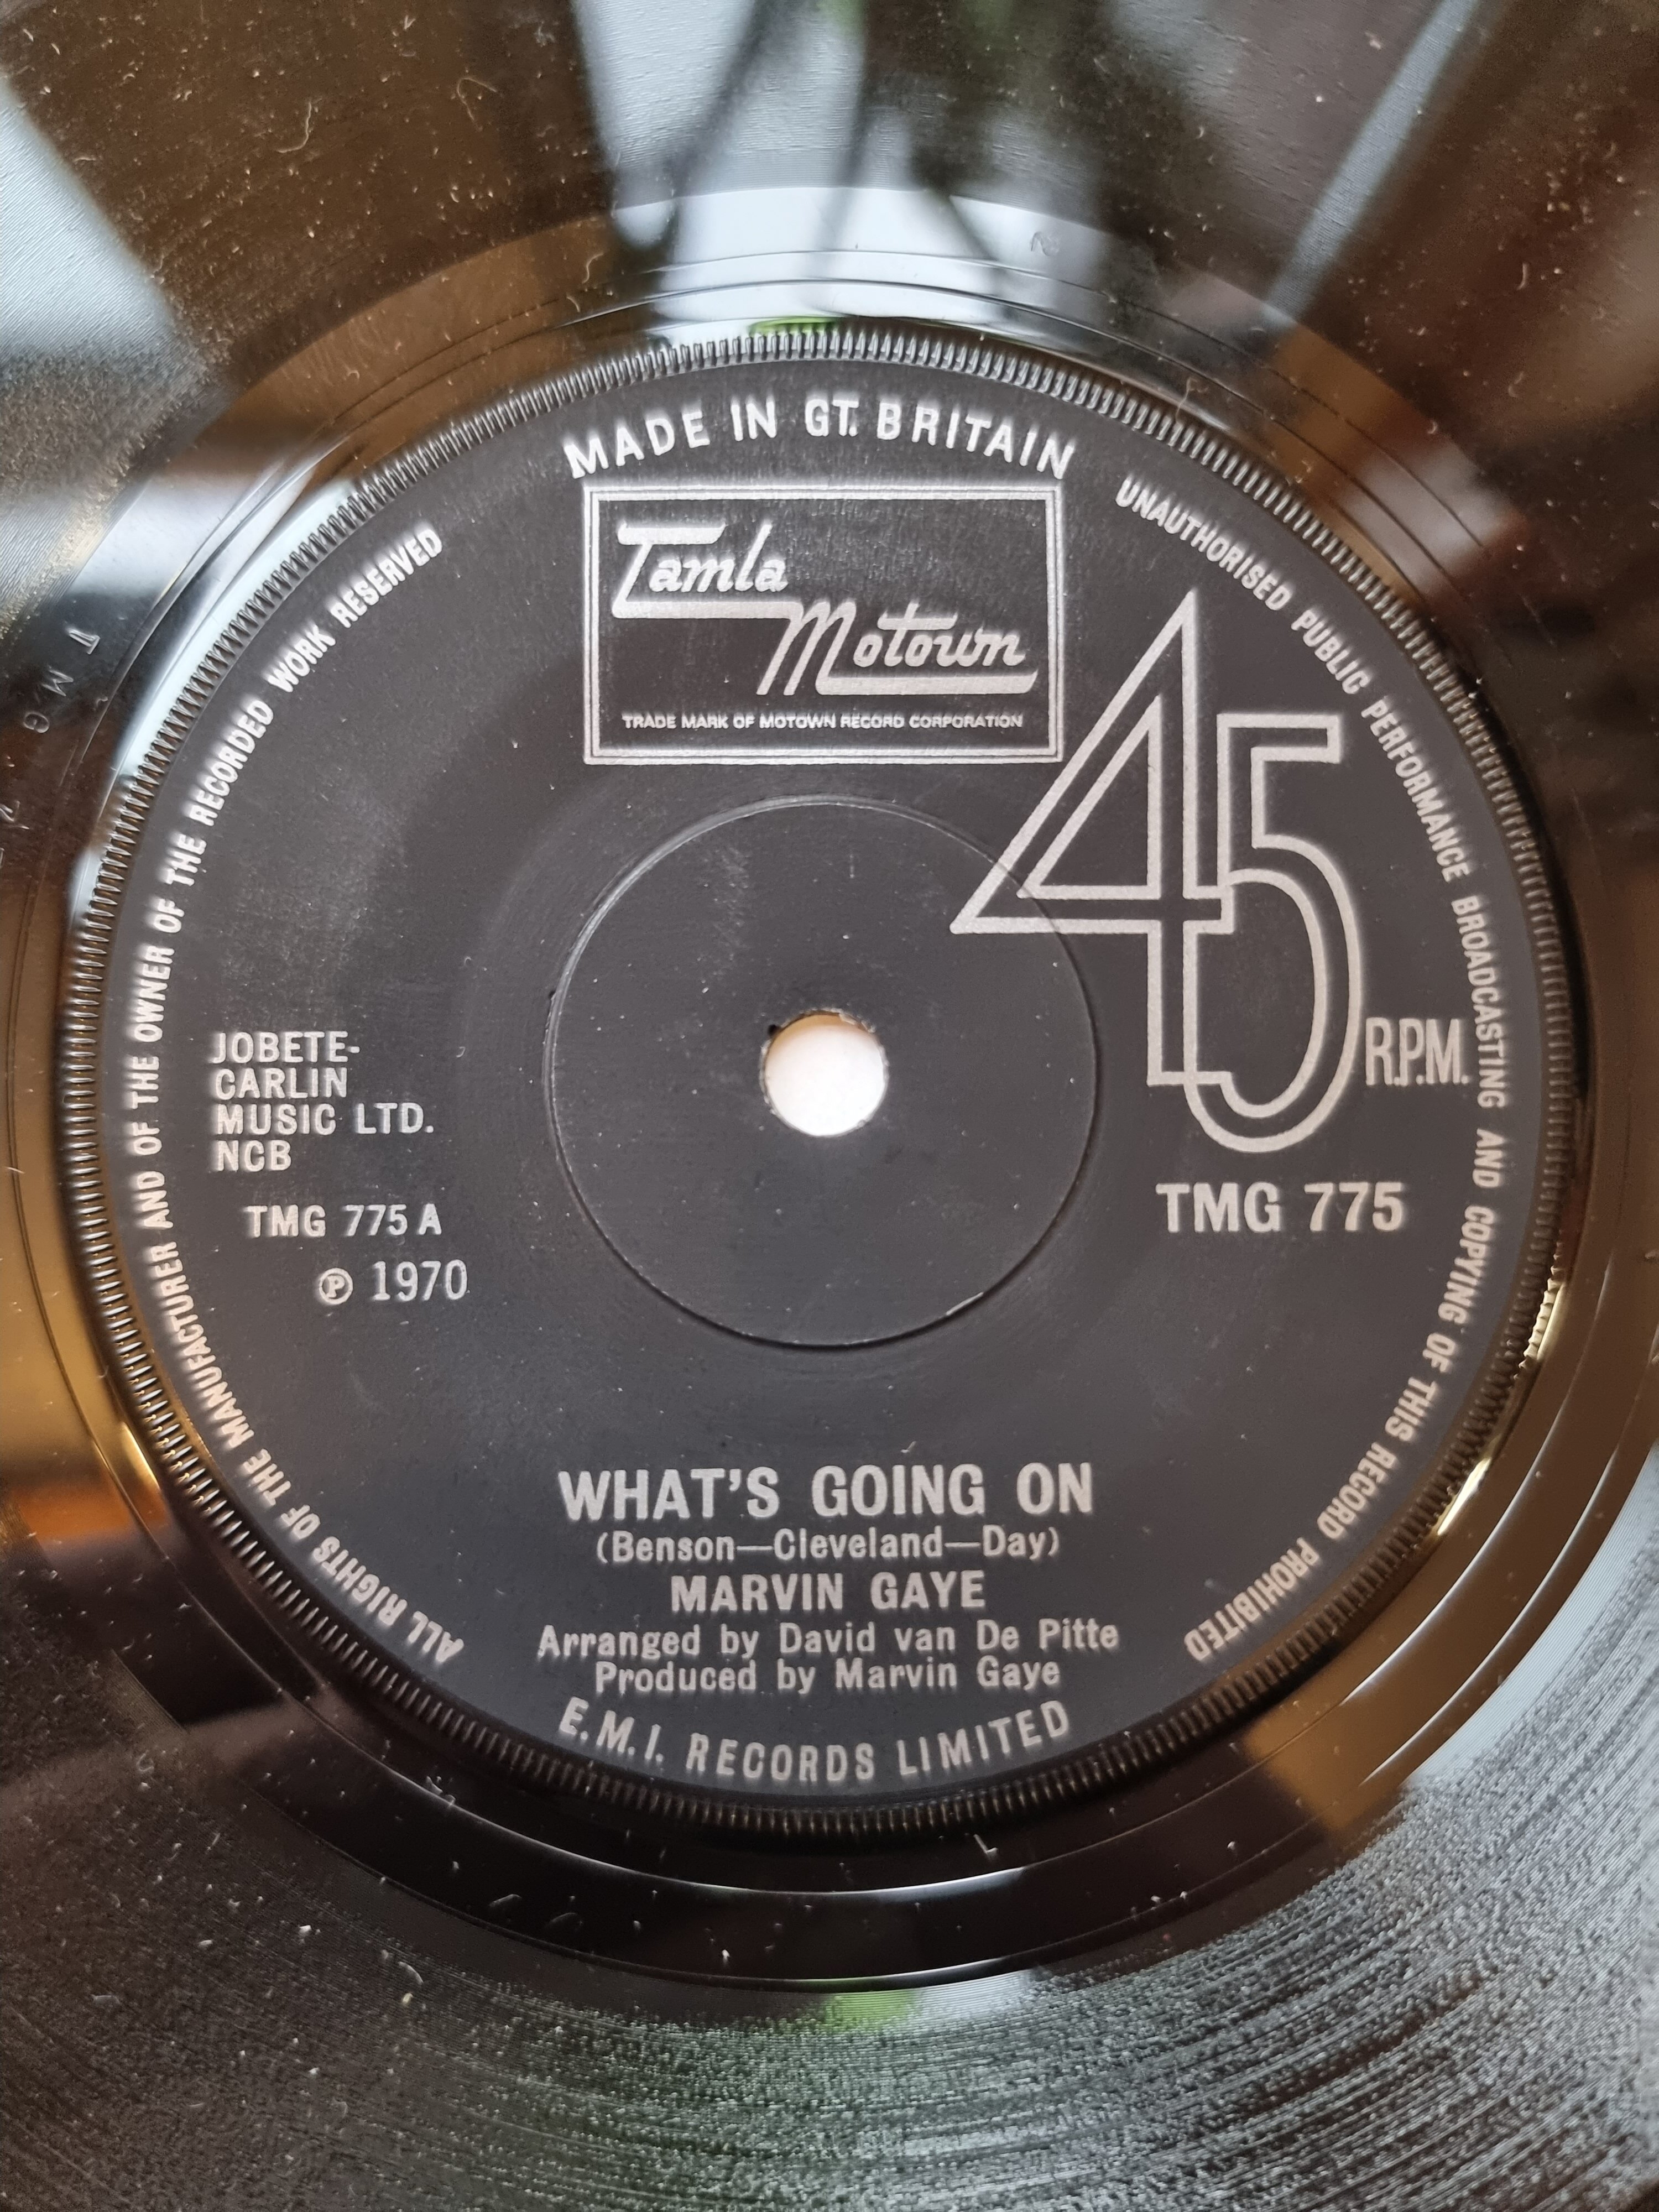 MADE IN GT. BRITAIN
Tamla
Motown
TRADE MARK OF MOTOWN RECORD CORPORATION
UNAUTHORISED PUBLIC PERFORMANCE BROADCASTING AND COPYING OF THIS RECORD PROHIBITED
ALL RIGHTS OF THE MANUFACTURER AND OF THE OWNER OF THE RECORDED WORK RESERVED
45
R.P.M.
JOBETE-
CARLIN
MUSIC LTD.
NCB
TMG 775
TMG 775 A
℗ 1970
WHAT'S GOING ON
(Benson—Cleveland—Day)
MARVIN GAYE
Arranged by David van De Pitte
Produced by Marvin Gaye
E.M.I. RECORDS LIMITED